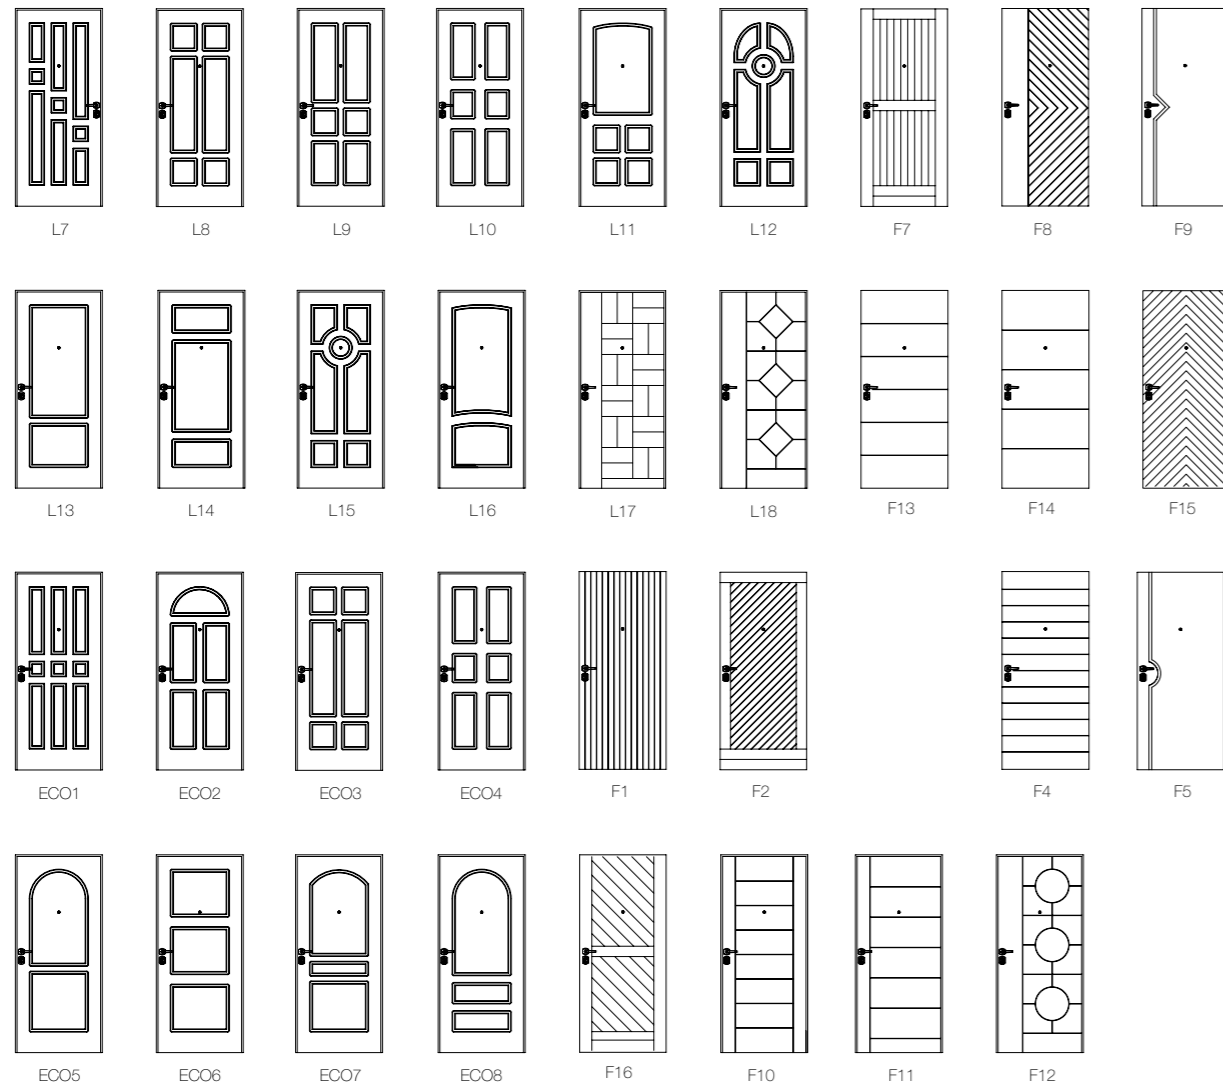 L7 L8 L9 L10 L11 L12 F7 F8 F9
L13 L14 L15 L16 L17 L18 F13 F14 F15
ECO1 ECO2 ECO3 ECO4 F1 F2 F4 F5
ECO5 ECO6 ECO7 ECO8 F16 F10 F11 F12